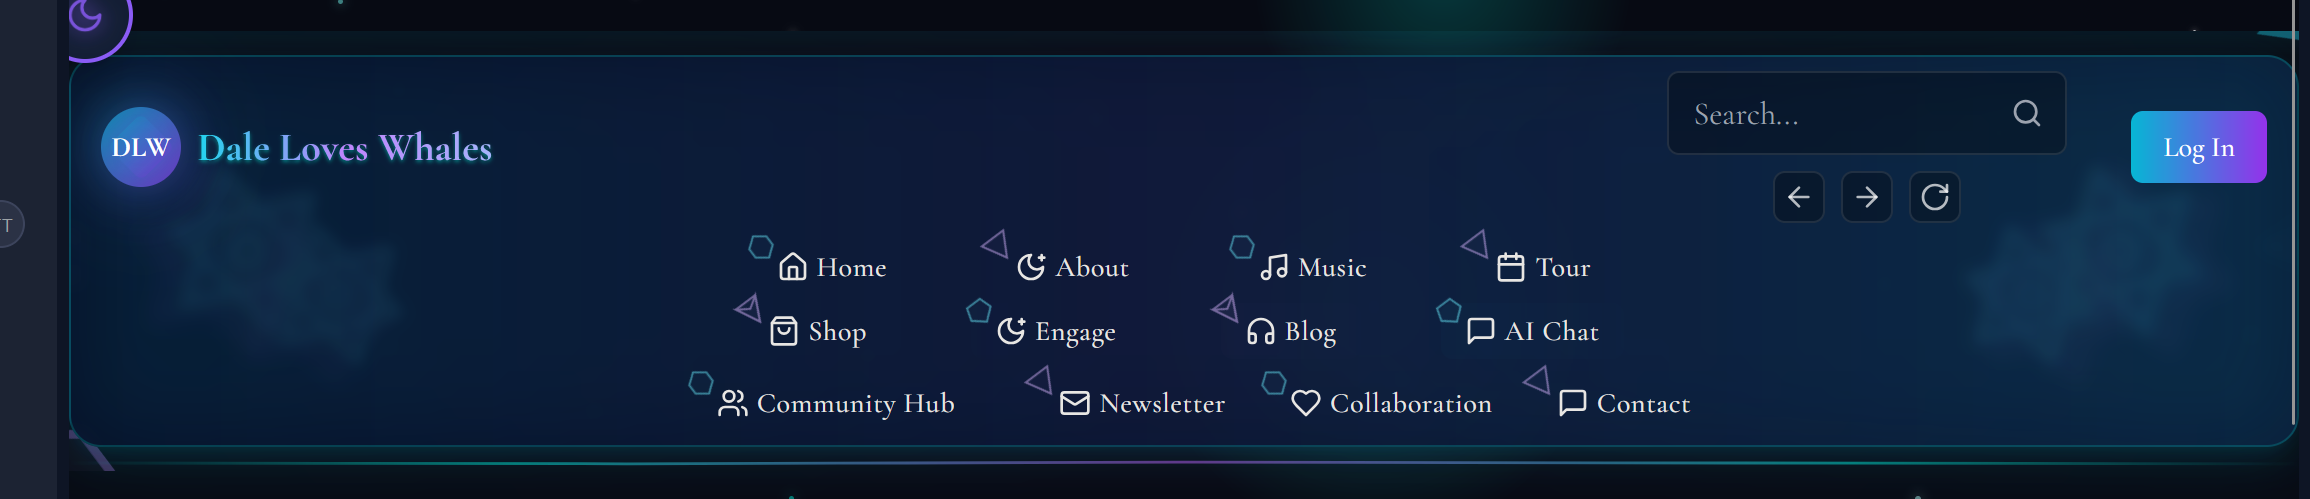 DLW Dale Loves Whales
Search...
Log In
T
Home About Music Tour
Shop Engage Blog AI Chat
Community Hub Newsletter Collaboration Contact